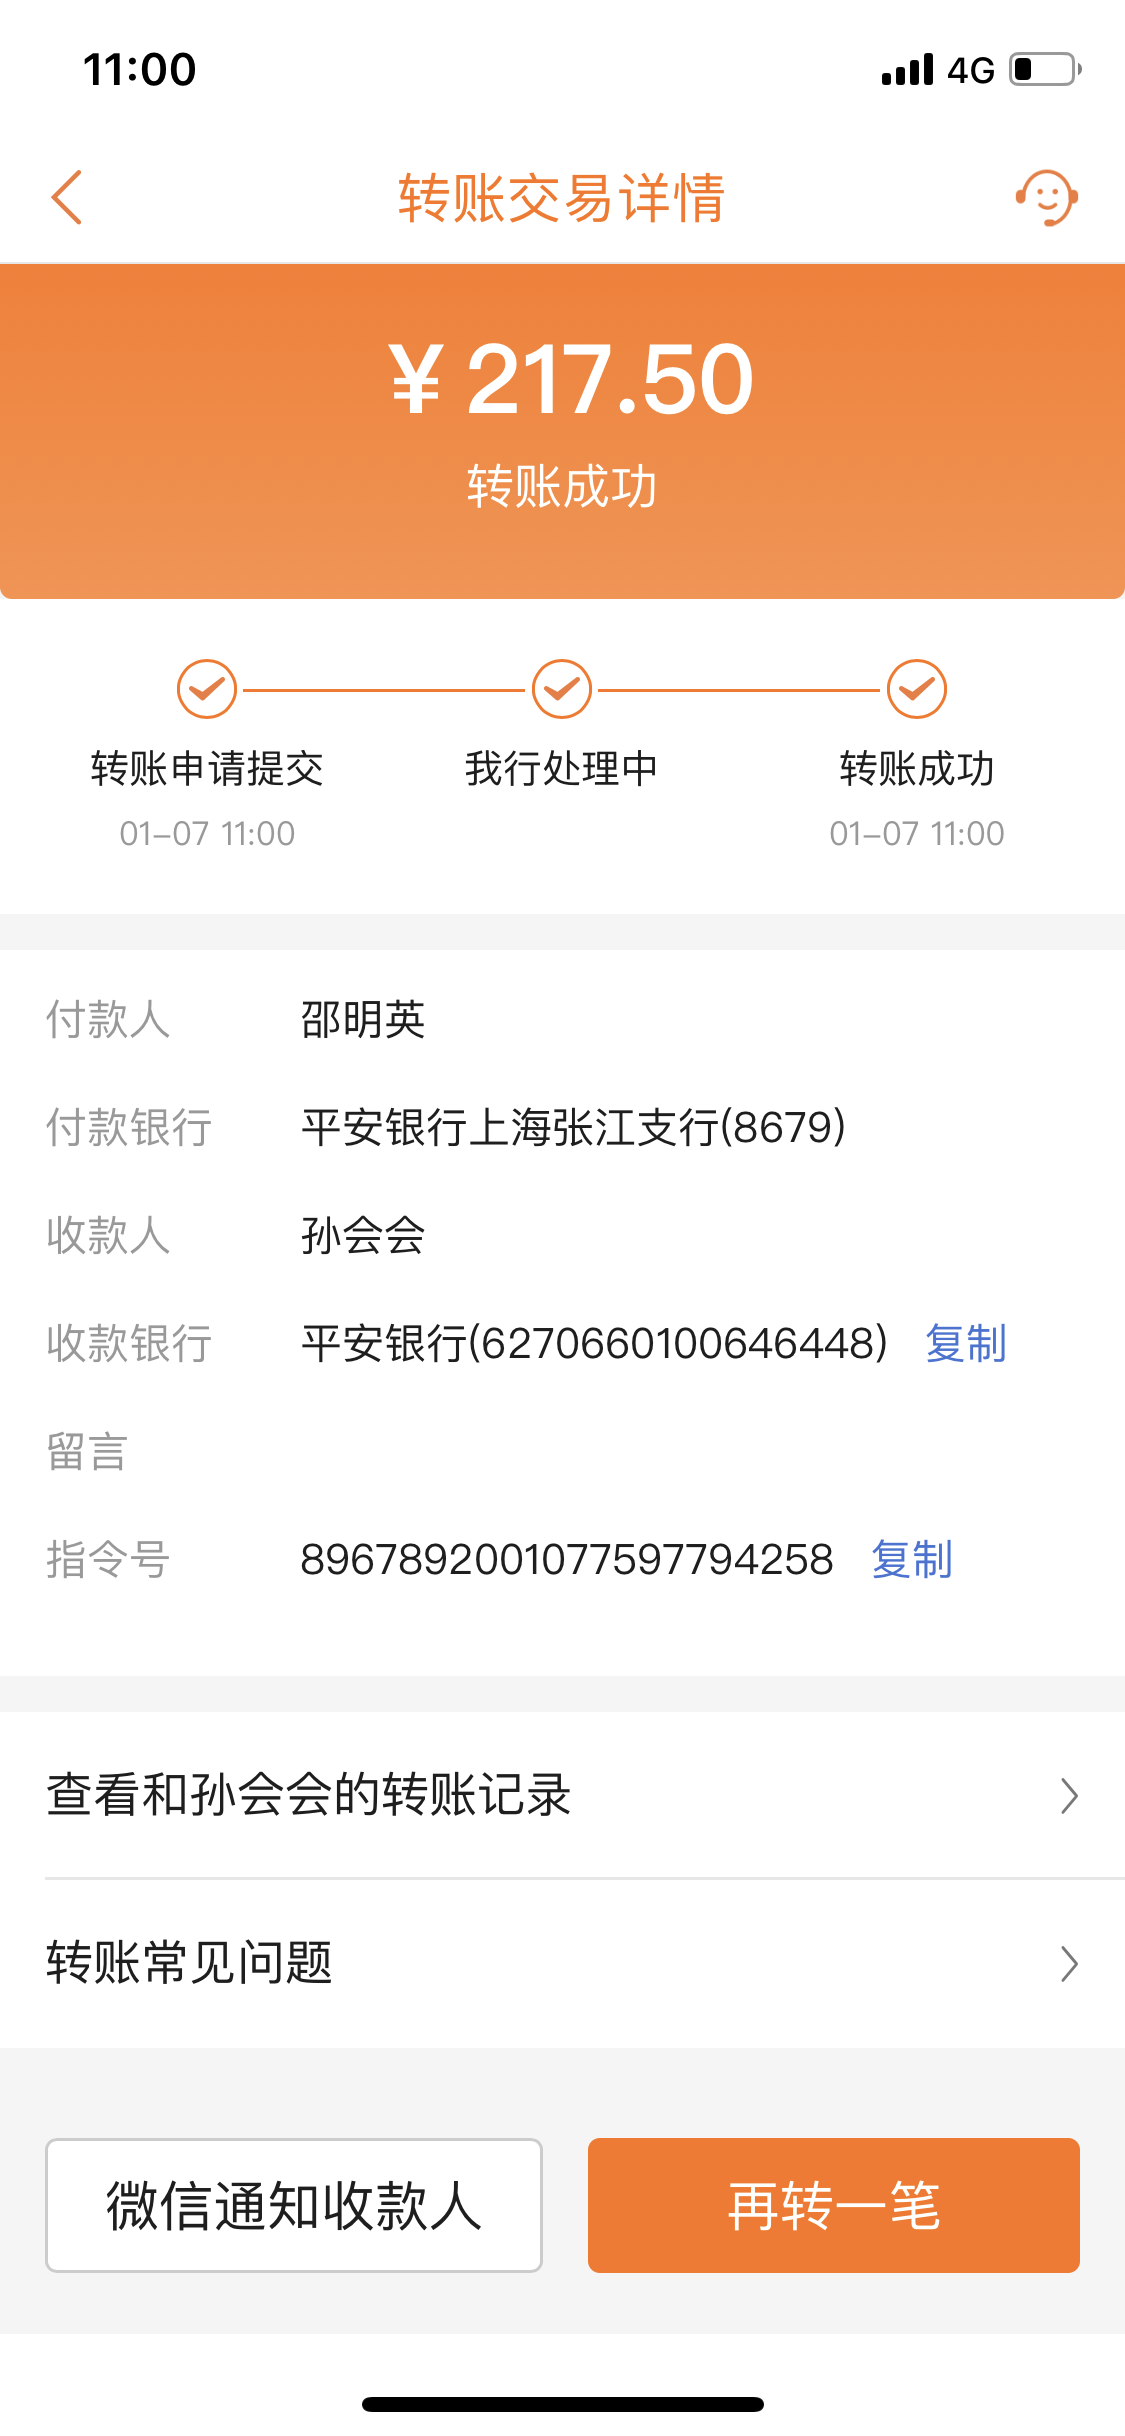 11:00 4G
转账交易详情
¥ 217.50
转账成功
转账申请提交 我行处理中 转账成功
01-07 11:00 01-07 11:00
付款人 邵明英
付款银行 平安银行上海张江支行(8679)
收款人 孙会会
收款银行 平安银行(6270660100646448) 复制
留言
指令号 8967892001077597794258 复制
查看和孙会会的转账记录
转账常见问题
微信通知收款人 再转一笔